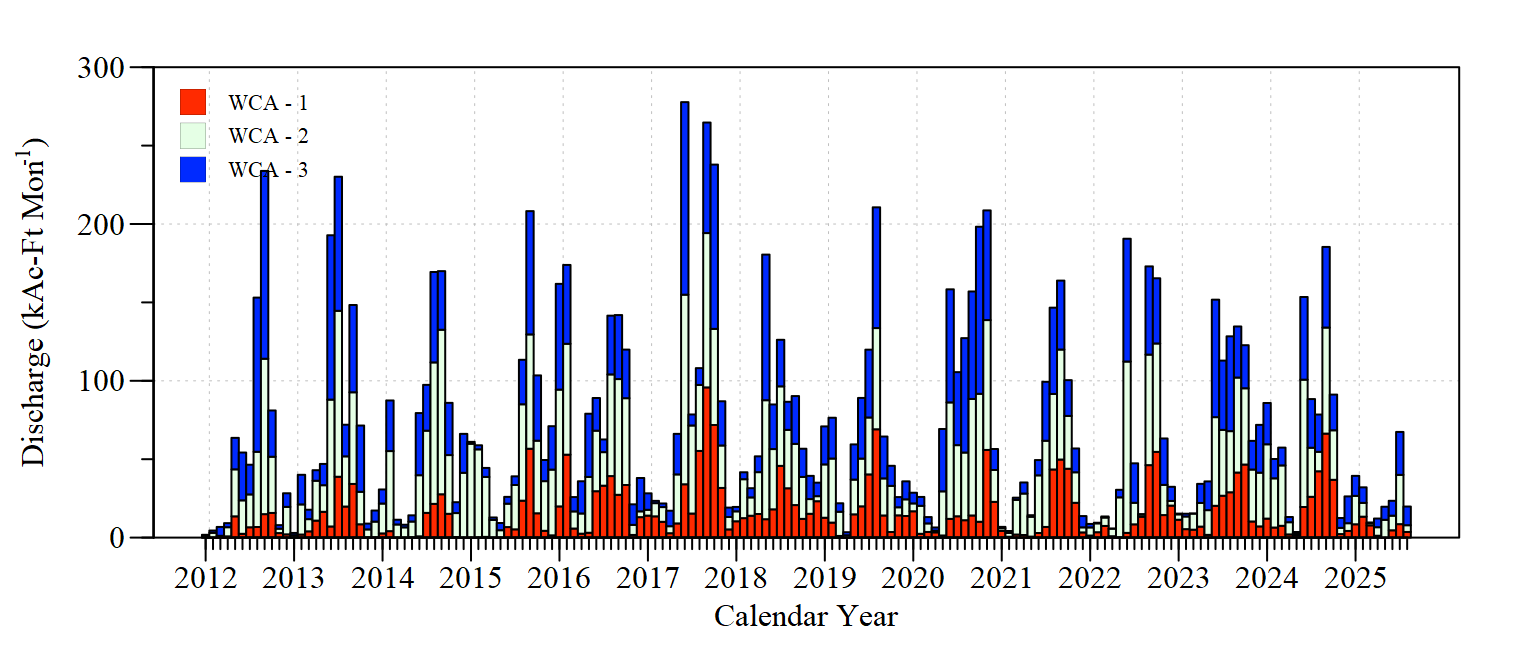 300
200
100
0
Discharge (kAc-Ft Mon-1)
WCA - 1
WCA - 2
WCA - 3
2012 2013 2014 2015 2016 2017 2018 2019 2020 2021 2022 2023 2024 2025
Calendar Year